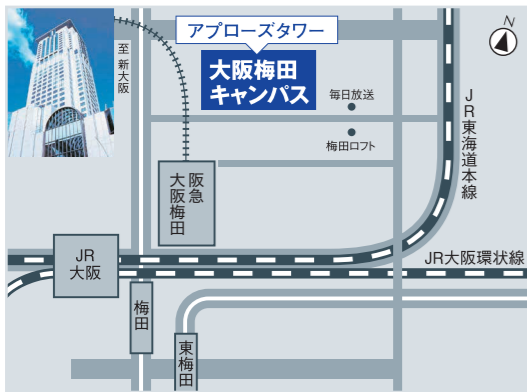 アプローズタワー
大阪梅田
キャンパス
至 新大阪
毎日放送
梅田ロフト
N
JR東海道本線
阪急
大阪梅田
JR
大阪
JR大阪環状線
梅田
東梅田